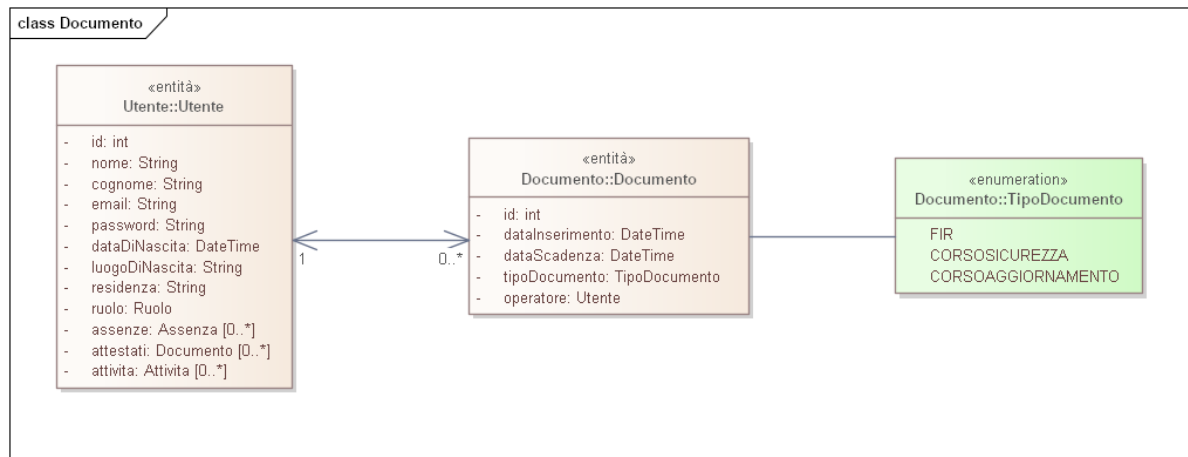 class Documento
«entità»
Utente::Utente
- id: int
- nome: String
- cognome: String
- email: String
- password: String
- dataDiNascita: DateTime
- luogoDiNascita: String
- residenza: String
- ruolo: Ruolo
- assenze: Assenza [0..*]
- attestati: Documento [0..*]
- attivita: Attivita [0..*]
1
0..*
«entità»
Documento::Documento
- id: int
- dataInserimento: DateTime
- dataScadenza: DateTime
- tipoDocumento: TipoDocumento
- operatore: Utente
«enumeration»
Documento::TipoDocumento
FIR
CORSOSICUREZZA
CORSOAGGIORNAMENTO